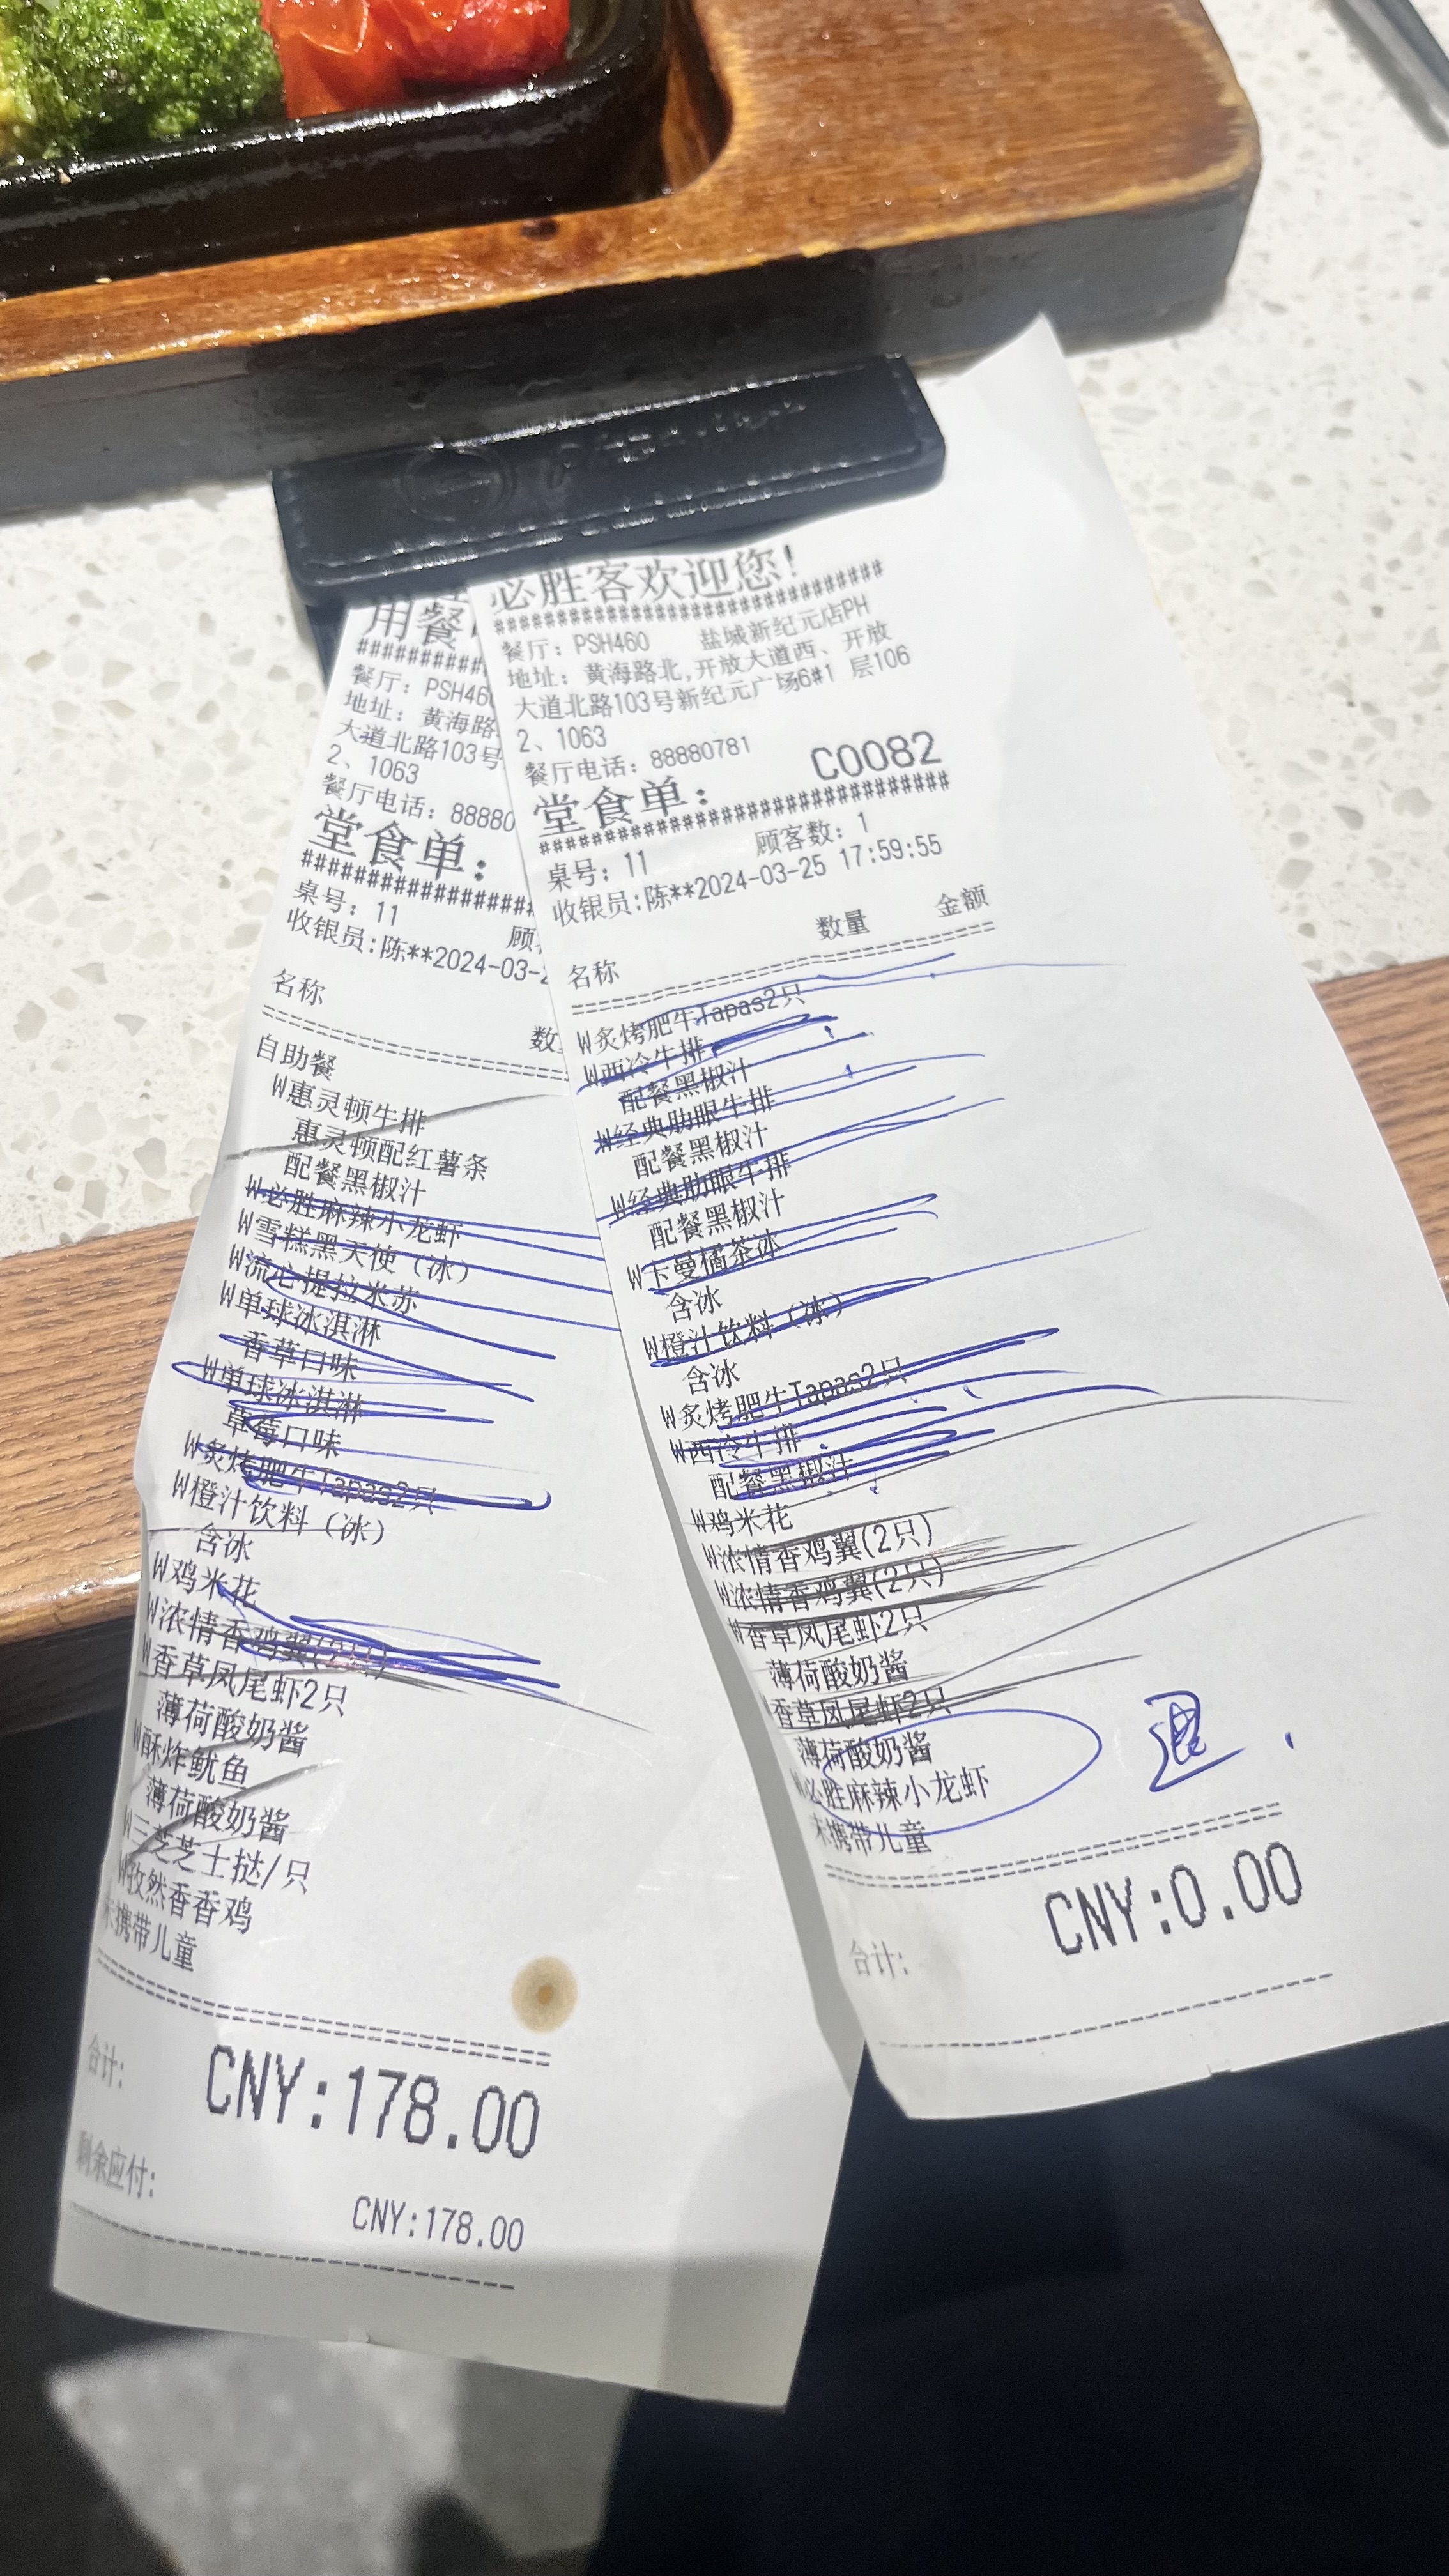 用餐
################
餐厅: PSH46
地址: 黄海路
大道北路103号
2、1063
餐厅电话: 88880
堂食单:
################
桌号: 11
收银员:陈**2024-03-2
名称
自助餐
W惠灵顿牛排
惠灵顿配红薯条
配餐黑椒汁
W必胜麻辣小龙虾
W雪糕黑天使(冰)
W流心提拉米苏
W单球冰淇淋
香草口味
W单球冰淇淋
草莓口味
W炙烤肥牛Tapas2只
W橙汁饮料(冰)
含冰
W鸡米花
W浓情香鸡翼(2只)
W香草凤尾虾2只
薄荷酸奶酱
W酥炸鱿鱼
薄荷酸奶酱
W三芝芝士挞/只
W孜然香香鸡
未携带儿童
合计:
CNY:178.00
剩余应付:
CNY:178.00
必胜客欢迎您!
################################
餐厅: PSH460 盐城新纪元店PH
地址: 黄海路北,开放大道西、开放
大道北路103号新纪元广场6#1 层106
2、1063
餐厅电话: 88880781
堂食单: C0082
################################
桌号: 11 顾客数: 1
收银员:陈**2024-03-25 17:59:55
名称 数量 金额
W炙烤肥牛Tapas2只
W西冷牛排
配餐黑椒汁
W经典肋眼牛排
配餐黑椒汁
W经典肋眼牛排
配餐黑椒汁
W卡曼橘茶冰
含冰
W橙汁饮料(冰)
含冰
W炙烤肥牛Tapas2只
W西冷牛排
配餐黑椒汁
W鸡米花
W浓情香鸡翼(2只)
W浓情香鸡翼(2只)
W香草凤尾虾2只
薄荷酸奶酱
香草凤尾虾2只
薄荷酸奶酱
W必胜麻辣小龙虾
未携带儿童
退
合计:
CNY:0.00